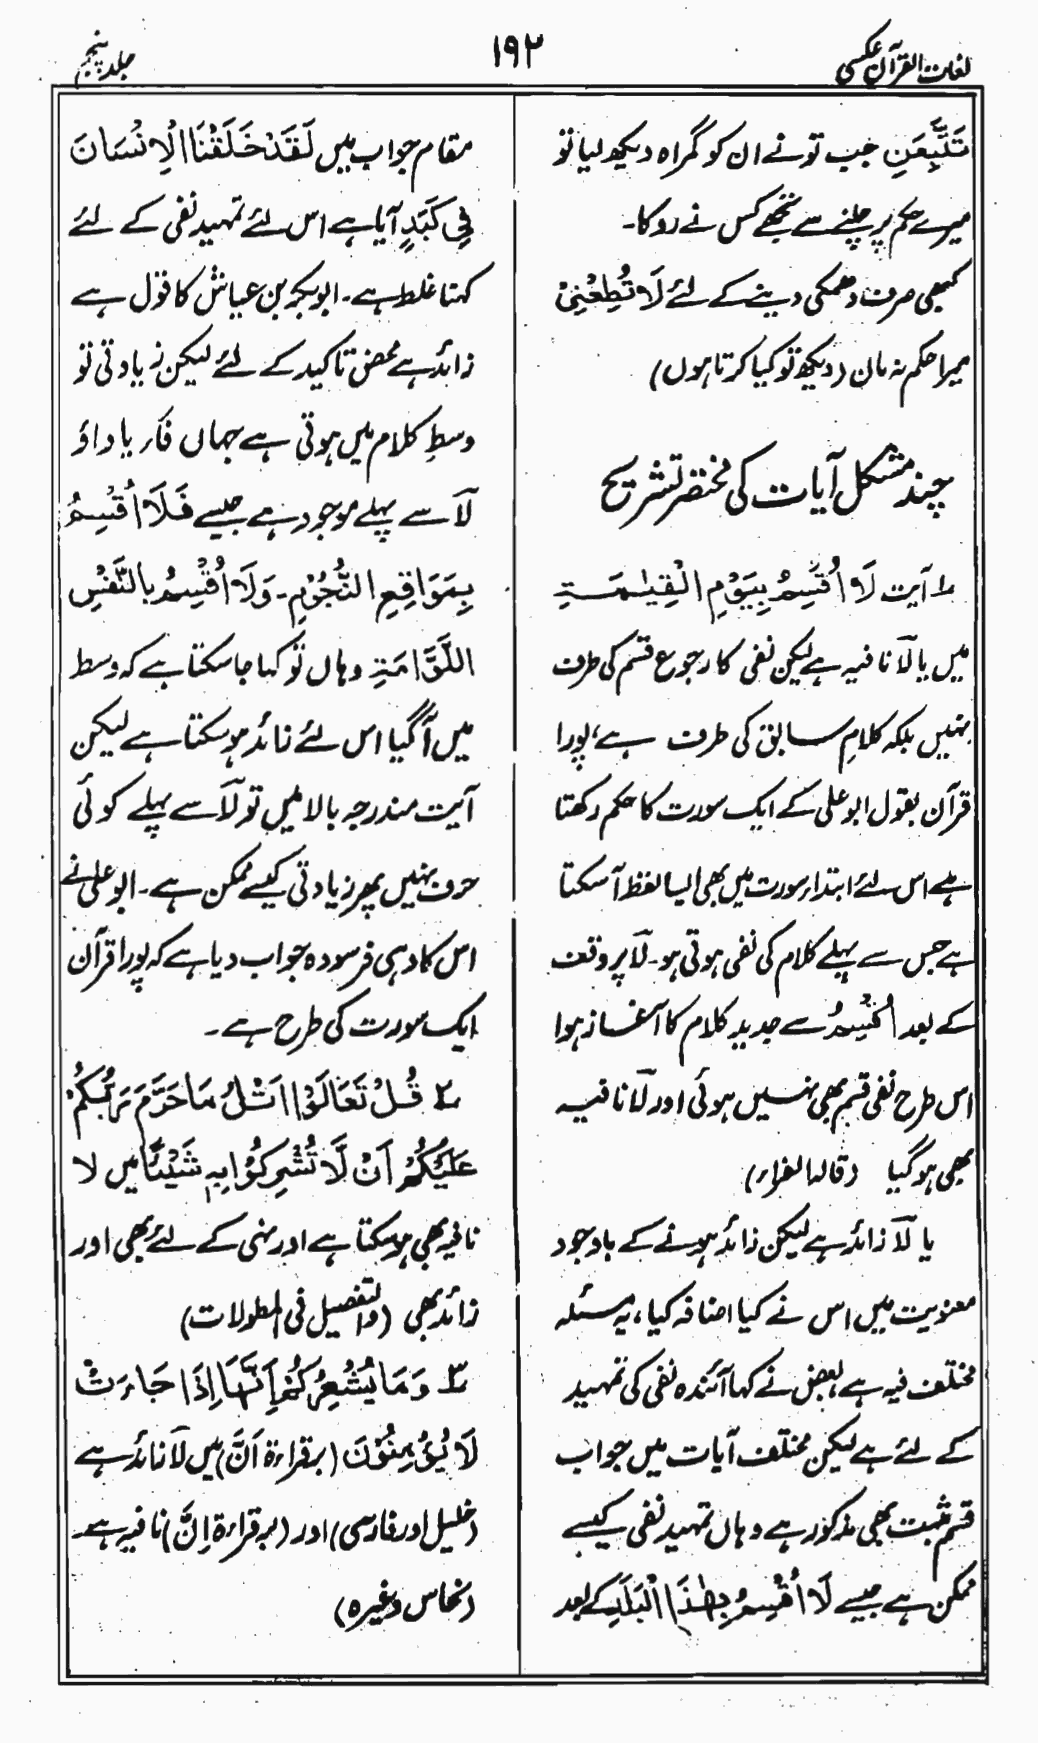 لغات القرآن عکسی
۱۹۲
جلد پنجم
تَتَّبِعَنِ جب تو نے ان کو گمراہ دیکھ لیا تو
میرے حکم پر چلنے سے تجھے کس نے روکا۔
کبھی صرف دھمکی دینے کے لئے لَا تُطِعْنِیْ
میرا حکم نہ مان (دیکھ تو کیا کرتا ہوں)
چند مشکل آیات کی مختصر تشریح
۱ آیت لَا اُقْسِمُ بِیَوْمِ الْقِیٰمَۃِ
میں یا لَا نافیہ ہے لیکن نفی کا رجوع قسم کی طرف
نہیں بلکہ کلامِ سابق کی طرف ہے، پورا
قرآن بقول ابو علی کے ایک سورت کا حکم رکھتا
ہے اس لئے ابتداء سورت میں بھی ایسا لفظ آ سکتا
ہے جس سے پہلے کلام کی نفی ہوتی ہو۔ لَا پر وقف
کے بعد اُقْسِمُ سے جدید کلام کا آغاز ہوا
اس طرح نفی قسم بھی نہیں ہوئی اور لَا نافیہ
بھی ہو گیا (قالہ الفراء)
یا لَا زائد ہے لیکن زائد ہونے کے باوجود
معنویت میں اس نے کیا اضافہ کیا، یہ مسئلہ
مختلف فیہ ہے بعض نے کہا آئندہ نفی کی تمہید
کے لئے ہے لیکن مختلف آیات میں جواب
قسم مثبت بھی مذکور ہے وہاں تمہید نفی کیسے
ممکن ہے جیسے لَا اُقْسِمُ بِھٰذَا الْبَلَدِ کے بعد
مقام جواب میں لَقَدْ خَلَقْنَا الْاِنْسَانَ
فِیْ کَبَدٍ آیا ہے اس لئے تمہید نفی کے لئے
کہنا غلط ہے۔ ابوبکر بن عیاش کا قول ہے
زائد ہے محض تاکید کے لئے لیکن زیادتی تو
وسطِ کلام میں ہوتی ہے جہاں فاء یا داؤ
لَا سے پہلے موجود ہے جیسے فَلَا اُقْسِمُ
بِمَوَاقِعِ النُّجُوْمِ۔ وَلَا اُقْسِمُ بِالنَّفْسِ
اللَّوَّامَۃِ وہاں تو کہا جا سکتا ہے کہ وسط
میں آ گیا اس لئے زائد ہو سکتا ہے لیکن
آیت مندرجہ بالا میں تو لَا سے پہلے کوئی
حرف نہیں پھر زیادتی کیسے ممکن ہے۔ ابو علی نے
اس کا وہی فرسودہ جواب دیا ہے کہ پورا قرآن
ایک سورت کی طرح ہے۔
۲ قُلْ تَعَالَوْا اَتْلُ مَا حَرَّمَ رَبُّکُمْ
عَلَیْکُمْ اَنْ لَّا تُشْرِکُوْا بِہٖ شَیْئًا میں لا
نافیہ بھی ہو سکتا ہے اور نہی کے لئے بھی اور
زائد بھی (والتفصیل فی المطولات)
۳ وَمَا یُشْعِرُکُمْ اَنَّھَا اِذَا جَاءَتْ
لَا یُؤْمِنُوْنَ (برقراءۃ اَنَّ) میں لَا زائد ہے
(خلیل اور فارسی) اور (برقراءۃ اِنَّ) نافیہ ہے۔
(نحاس وغیرہ)